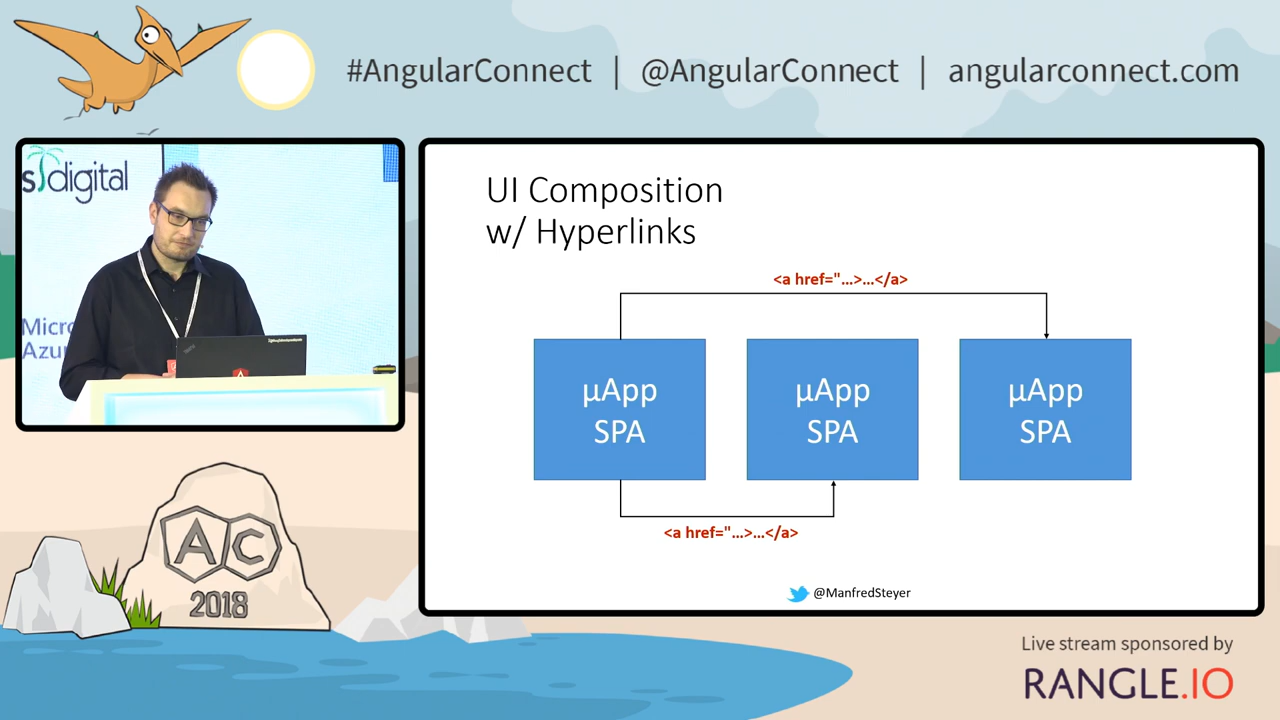 #AngularConnect | @AngularConnect | angularconnect.com
s digital
Micro
Azu
UI Composition
w/ Hyperlinks
<a href="...>...</a>
µApp
SPA
µApp
SPA
µApp
SPA
<a href="...>...</a>
@ManfredSteyer
AC
2018
Live stream sponsored by
RANGLE.IO